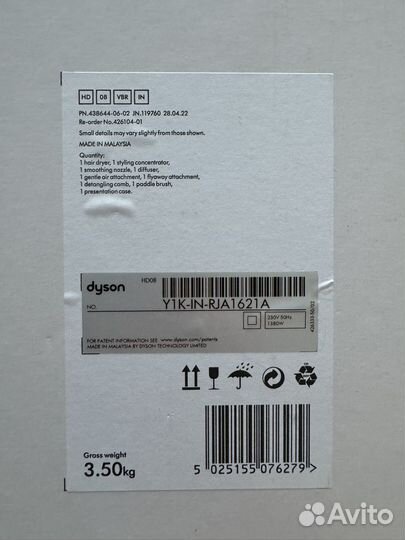 HD 08 VBR IN
PN.438644-06-02 JN.119760 28.04.22
Re-order No.426104-01
Small details may vary slightly from those shown.
MADE IN MALAYSIA
Quantity:
1 hair dryer, 1 styling concentrator,
1 smoothing nozzle, 1 diffuser,
1 gentle air attachment, 1 flyaway attachment,
1 detangling comb, 1 paddle brush,
1 presentation case.
dyson HD08
NO. Y1K-IN-RJA1621A
230V 50Hz
1380W
FOR PATENT INFORMATION SEE www.dyson/patents
MADE IN MALAYSIA BY DYSON TECHNOLOGY LIMITED
Gross weight
3.50kg
5 025155 076279 >
Avito